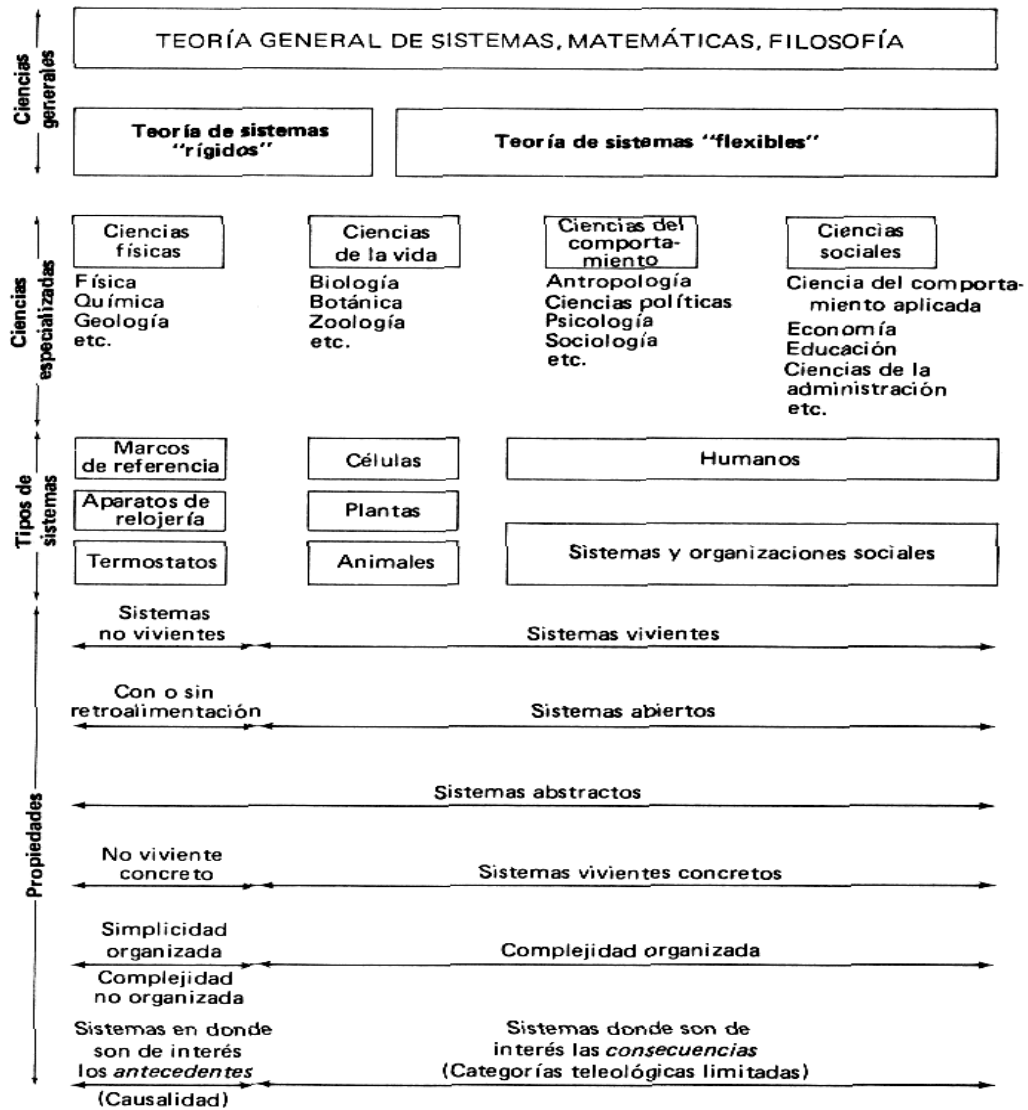 TEORÍA GENERAL DE SISTEMAS, MATEMÁTICAS, FILOSOFÍA
Ciencias
generales
Teoría de sistemas
"rígidos"
Teoría de sistemas "flexibles"
Ciencias
especializadas
Ciencias
físicas
Física
Química
Geología
etc.
Ciencias
de la vida
Biología
Botánica
Zoología
etc.
Ciencias del
comporta-
miento
Antropología
Ciencias políticas
Psicología
Sociología
etc.
Ciencias
sociales
Ciencia del comporta-
miento aplicada
Economía
Educación
Ciencias de la
administración
etc.
Tipos de
sistemas
Marcos
de referencia
Aparatos de
relojería
Termostatos
Células
Plantas
Animales
Humanos
Sistemas y organizaciones sociales
Propiedades
Sistemas
no vivientes
Sistemas vivientes
Con o sin
retroalimentación
Sistemas abiertos
Sistemas abstractos
No viviente
concreto
Sistemas vivientes concretos
Simplicidad
organizada
Complejidad
no organizada
Complejidad organizada
Sistemas en donde
son de interés
los antecedentes
(Causalidad)
Sistemas donde son de
interés las consecuencias
(Categorías teleológicas limitadas)